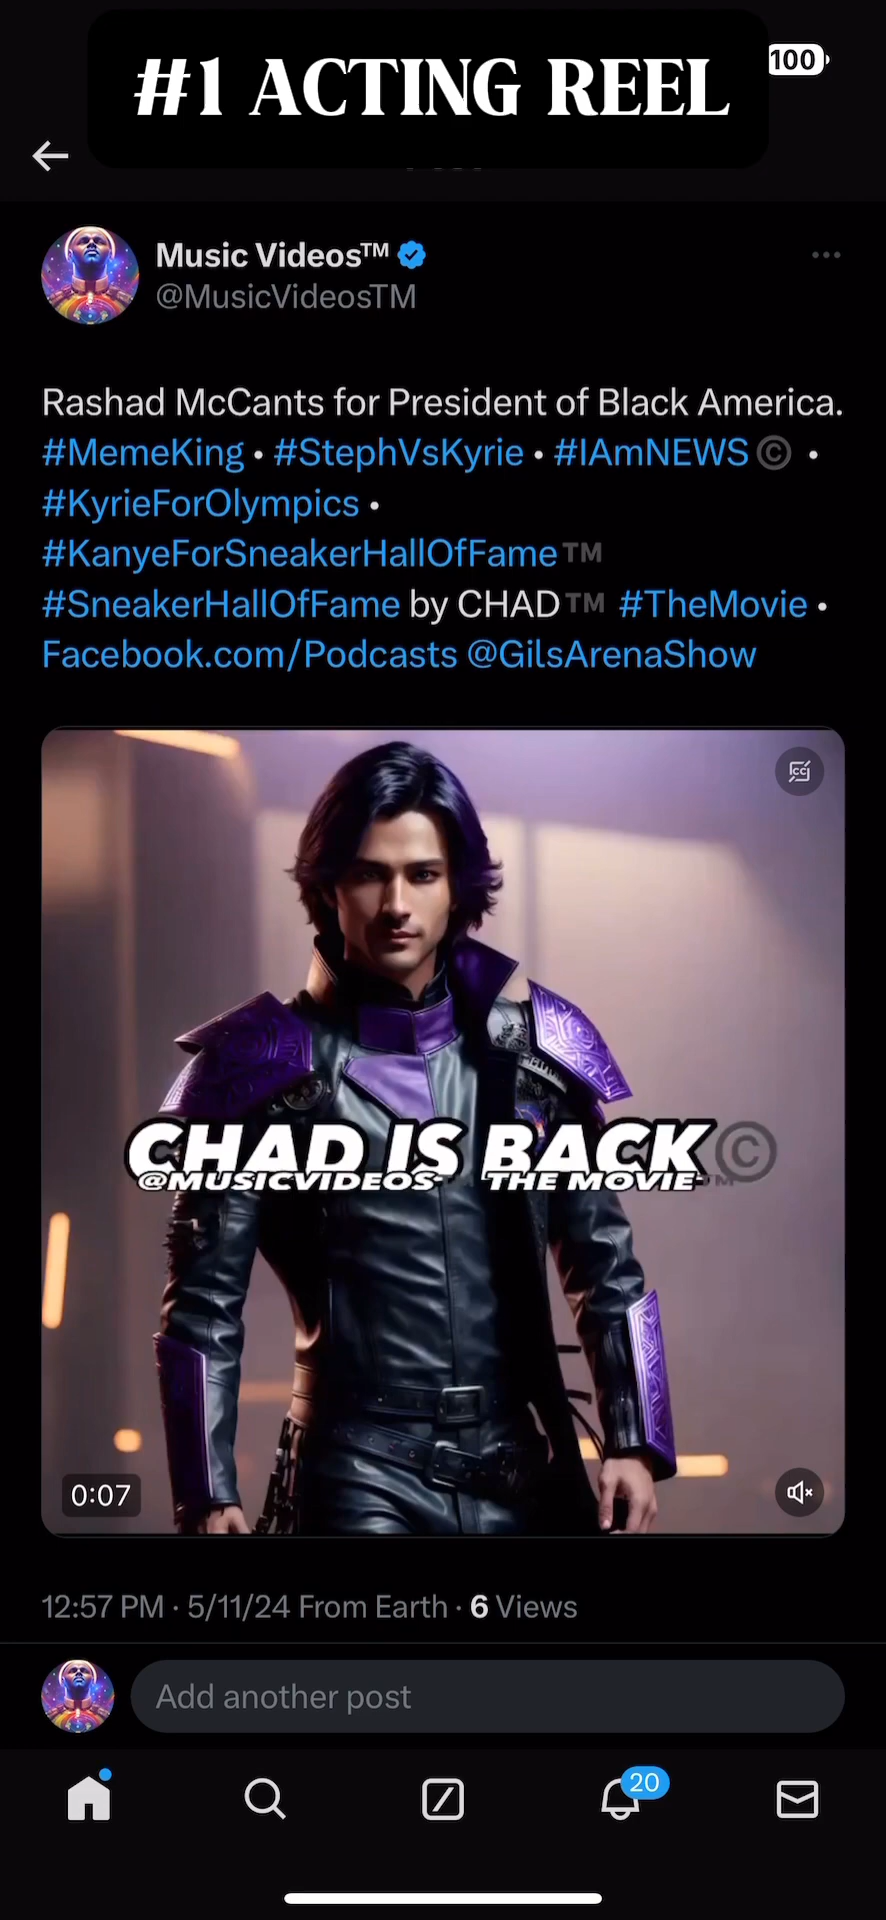 #1 ACTING REEL
100
Music Videos™
@MusicVideosTM
Rashad McCants for President of Black America.
#MemeKing • #StephVsKyrie • #IAmNEWS © •
#KyrieForOlympics •
#KanyeForSneakerHallOfFame™
#SneakerHallOfFame by CHAD™ #TheMovie •
Facebook.com/Podcasts @GilsArenaShow
CHAD IS BACK©
@MUSICVIDEOS THE MOVIE™
0:07
12:57 PM · 5/11/24 From Earth · 6 Views
Add another post
20